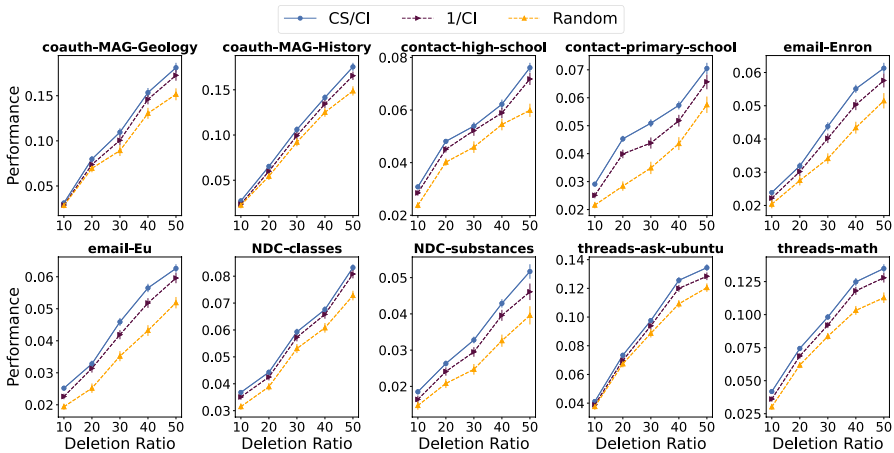 CS/CI 1/CI Random
coauth-MAG-Geology coauth-MAG-History contact-high-school contact-primary-school email-Enron
Performance
0.15
0.10
0.05
10 20 30 40 50
0.15
0.10
0.05
10 20 30 40 50
0.08
0.06
0.04
0.02
10 20 30 40 50
0.07
0.06
0.05
0.04
0.03
0.02
10 20 30 40 50
0.06
0.05
0.04
0.03
0.02
10 20 30 40 50
email-Eu NDC-classes NDC-substances threads-ask-ubuntu threads-math
Performance
0.06
0.05
0.04
0.03
0.02
10 20 30 40 50
Deletion Ratio
0.08
0.07
0.06
0.05
0.04
0.03
10 20 30 40 50
Deletion Ratio
0.05
0.04
0.03
0.02
10 20 30 40 50
Deletion Ratio
0.14
0.12
0.10
0.08
0.06
0.04
10 20 30 40 50
Deletion Ratio
0.125
0.100
0.075
0.050
0.025
10 20 30 40 50
Deletion Ratio